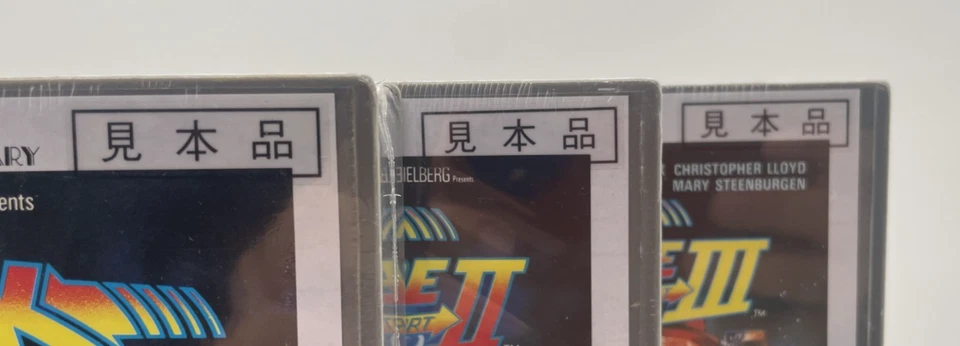 見本品
ARY
ents
見本品
IELBERG Presents
II
見本品
CHRISTOPHER LLOYD
MARY STEENBURGEN
III
TM